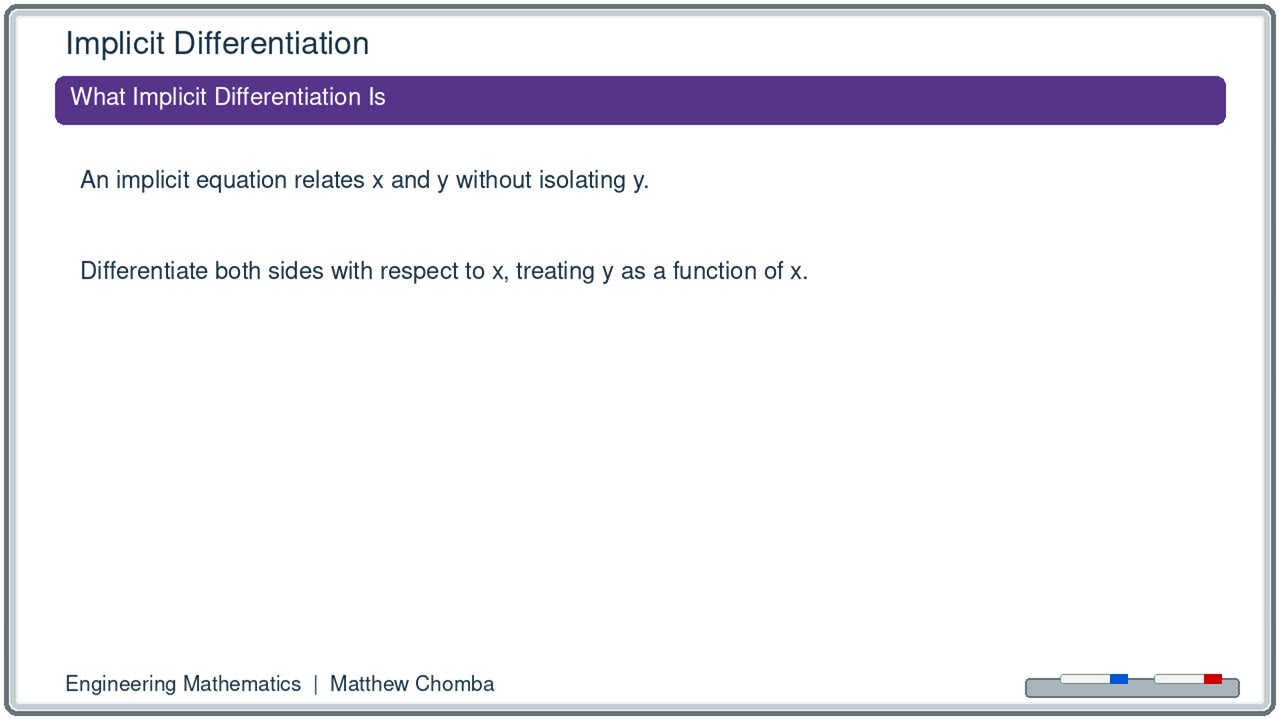 Implicit Differentiation
What Implicit Differentiation Is
An implicit equation relates x and y without isolating y.
Differentiate both sides with respect to x, treating y as a function of x.
Engineering Mathematics | Matthew Chomba